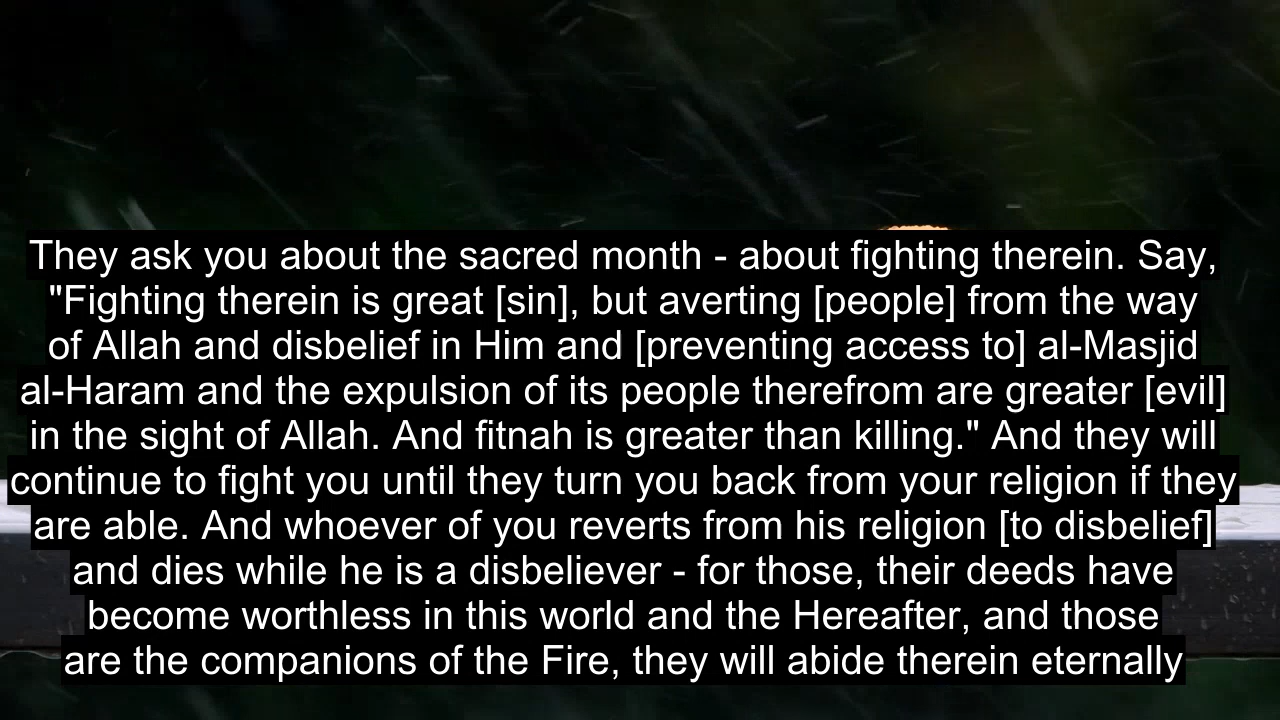 They ask you about the sacred month - about fighting therein. Say,
"Fighting therein is great [sin], but averting [people] from the way
of Allah and disbelief in Him and [preventing access to] al-Masjid
al-Haram and the expulsion of its people therefrom are greater [evil]
in the sight of Allah. And fitnah is greater than killing." And they will
continue to fight you until they turn you back from your religion if they
are able. And whoever of you reverts from his religion [to disbelief]
and dies while he is a disbeliever - for those, their deeds have
become worthless in this world and the Hereafter, and those
are the companions of the Fire, they will abide therein eternally